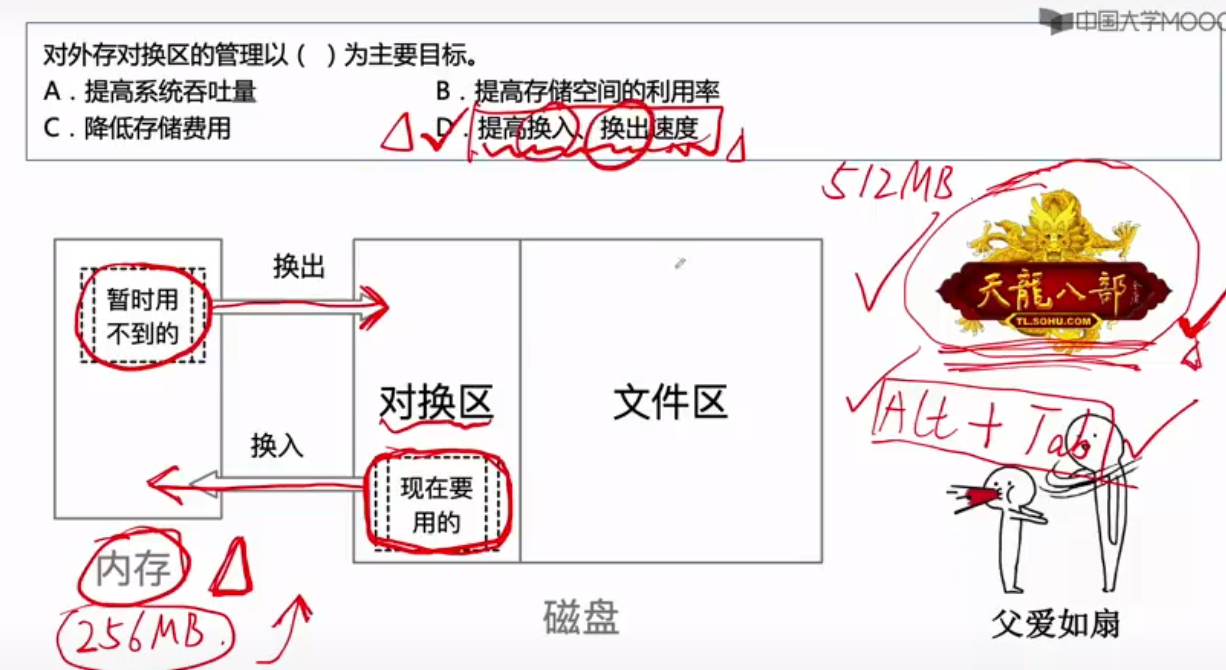 中国大学MOOC
对外存对换区的管理以（ ）为主要目标。
A．提高系统吞吐量
B．提高存储空间的利用率
C．降低存储费用
D．提高换入、换出速度
512MB
天龍八部
TL.SOHU.COM
换出
暂时用
不到的
对换区
文件区
Alt + Tab
换入
现在要
用的
内存
256MB.
磁盘
父爱如扇